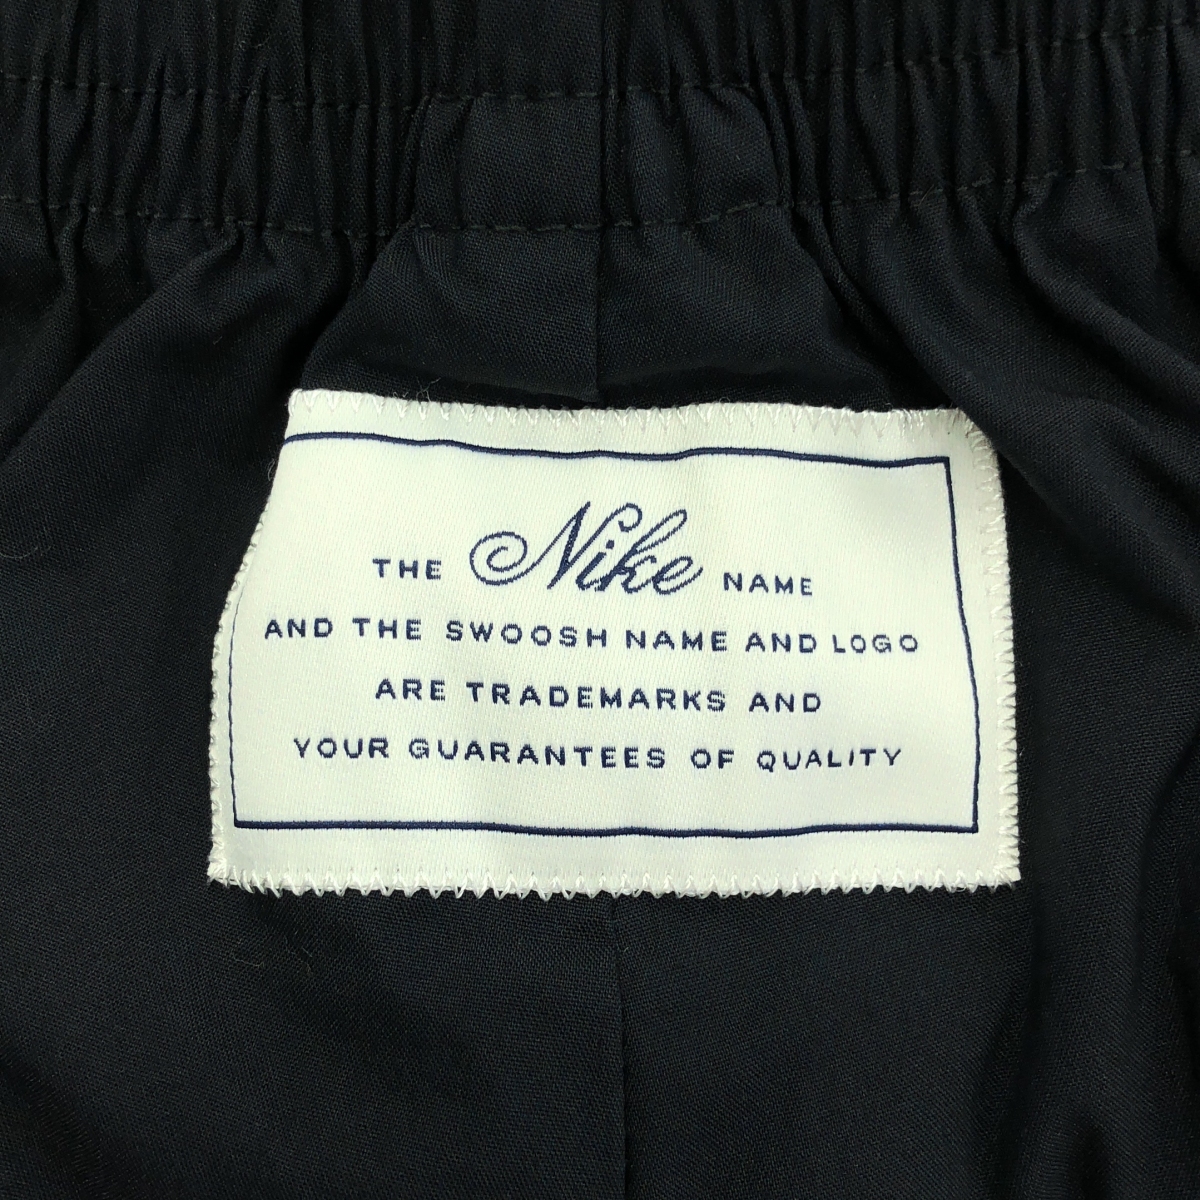 THE Nike NAME
AND THE SWOOSH NAME AND LOGO
ARE TRADEMARKS AND
YOUR GUARANTEES OF QUALITY